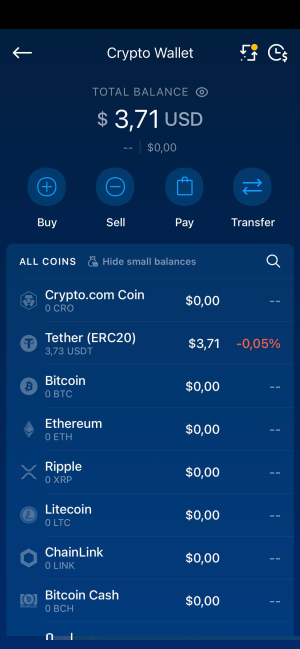 Crypto Wallet
TOTAL BALANCE
$ 3,71 USD
-- $0,00
Buy Sell Pay Transfer
ALL COINS Hide small balances
Crypto.com Coin $0,00 --
0 CRO
Tether (ERC20) $3,71 -0,05%
3,73 USDT
Bitcoin $0,00 --
0 BTC
Ethereum $0,00 --
0 ETH
Ripple $0,00 --
0 XRP
Litecoin $0,00 --
0 LTC
ChainLink $0,00 --
0 LINK
Bitcoin Cash $0,00 --
0 BCH